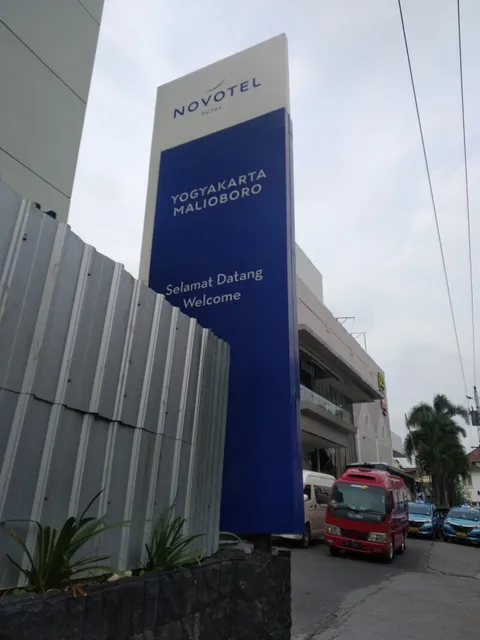 NOVOTEL
Suites
YOGYAKARTA
MALIOBORO
Selamat Datang
Welcome